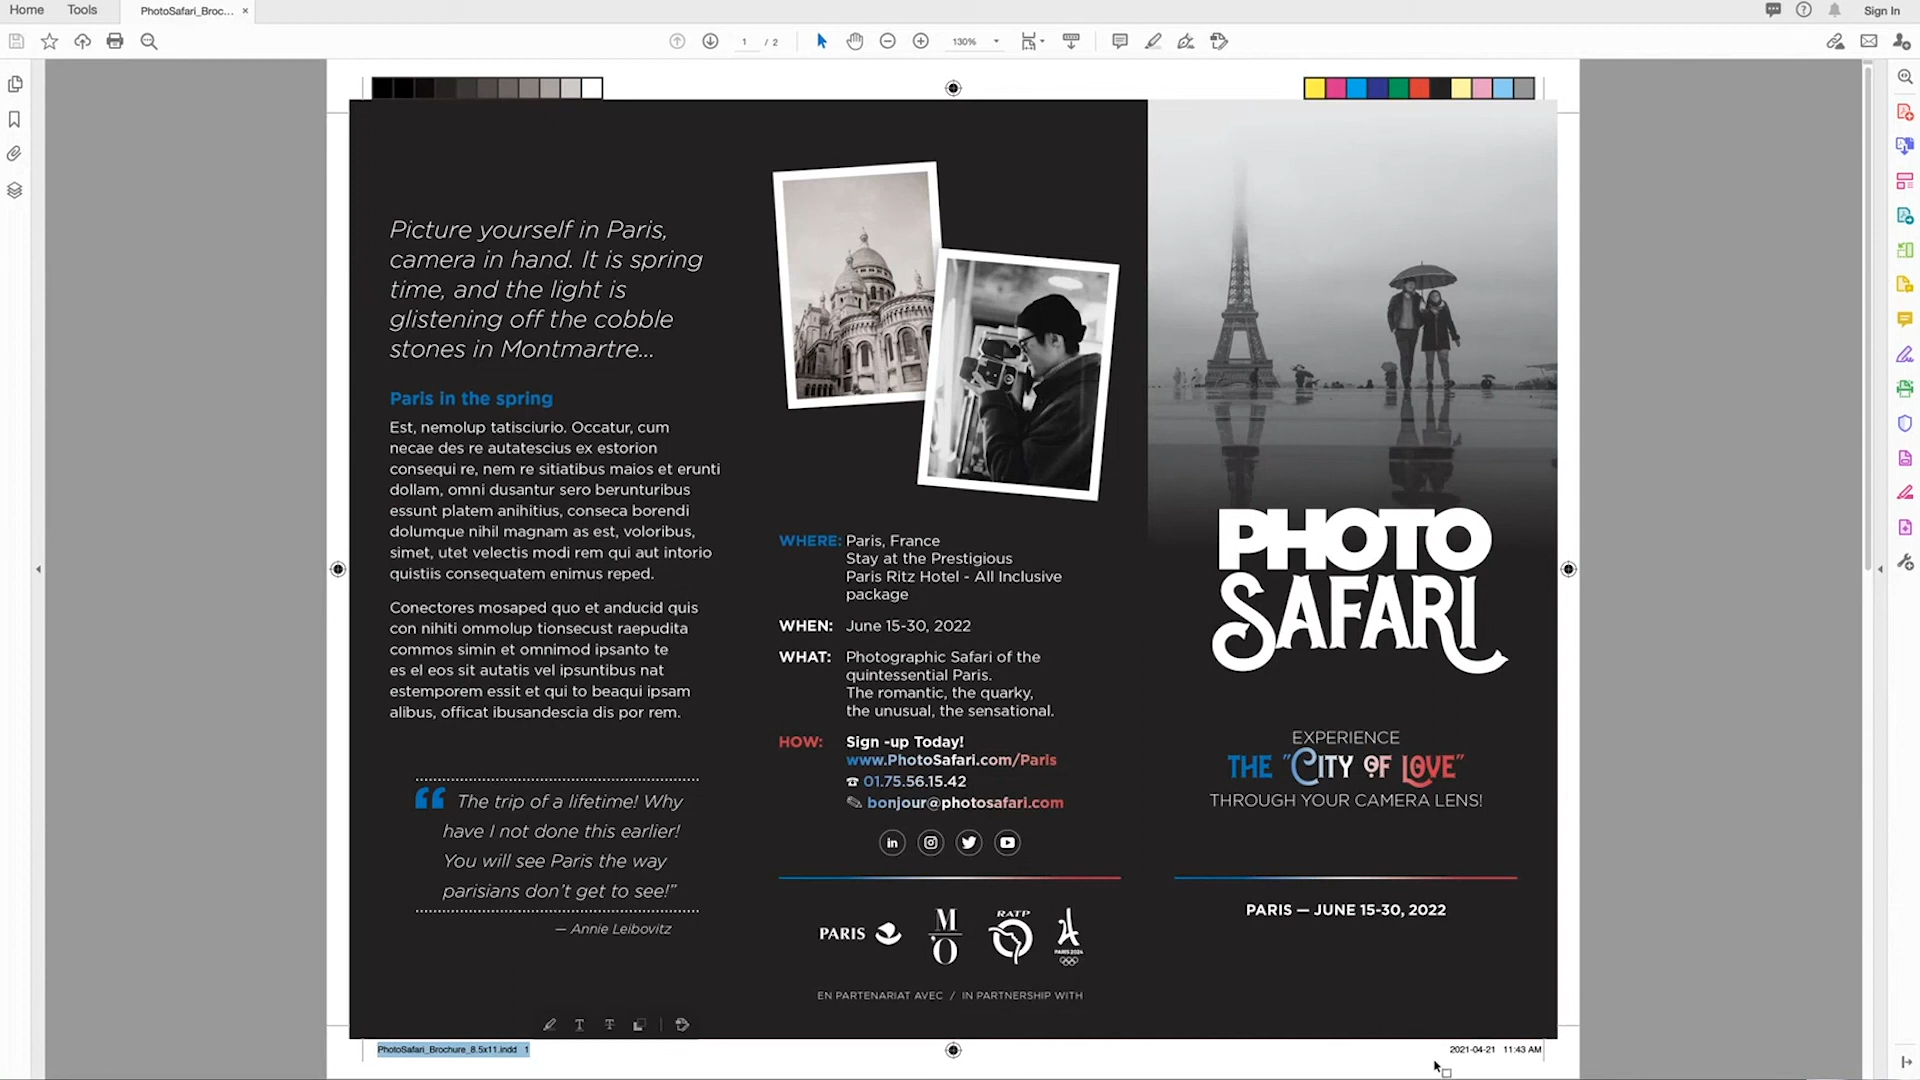 Home Tools PhotoSafari_Broc... × Sign In
1 / 2 130%
Picture yourself in Paris,
camera in hand. It is spring
time, and the light is
glistening off the cobble
stones in Montmartre...
Paris in the spring
Est, nemolup tatisciurio. Occatur, cum
necae des re autatescius ex estorion
consequi re, nem re sitiatibus maios et erunti
dollam, omni dusantur sero berunturibus
essunt platem anihitius, conseca borendi
dolumque nihil magnam as est, voloribus,
simet, utet velectis modi rem qui aut intorio
quistiis consequatem enimus reped.
Conectores mosaped quo et anducid quis
con nihiti ommolup tionsecust raepudita
commos simin et omnimod ipsanto te
es el eos sit autatis vel ipsuntibus nat
estemporem essit et qui to beaqui ipsam
alibus, officat ibusandescia dis por rem.
“ The trip of a lifetime! Why
have I not done this earlier!
You will see Paris the way
parisians don’t get to see!”
— Annie Leibovitz
WHERE: Paris, France
Stay at the Prestigious
Paris Ritz Hotel - All Inclusive
package
WHEN: June 15-30, 2022
WHAT: Photographic Safari of the
quintessential Paris.
The romantic, the quarky,
the unusual, the sensational.
HOW: Sign -up Today!
www.PhotoSafari.com/Paris
☎ 01.75.56.15.42
✎ bonjour@photosafari.com
in
PARIS
M
O
RATP
PARIS 2024
EN PARTENARIAT AVEC / IN PARTNERSHIP WITH
PHOTO
SAFARI
EXPERIENCE
THE "CITY OF LOVE"
THROUGH YOUR CAMERA LENS!
PARIS — JUNE 15-30, 2022
PhotoSafari_Brochure_8.5x11.indd 1
2021-04-21 11:43 AM